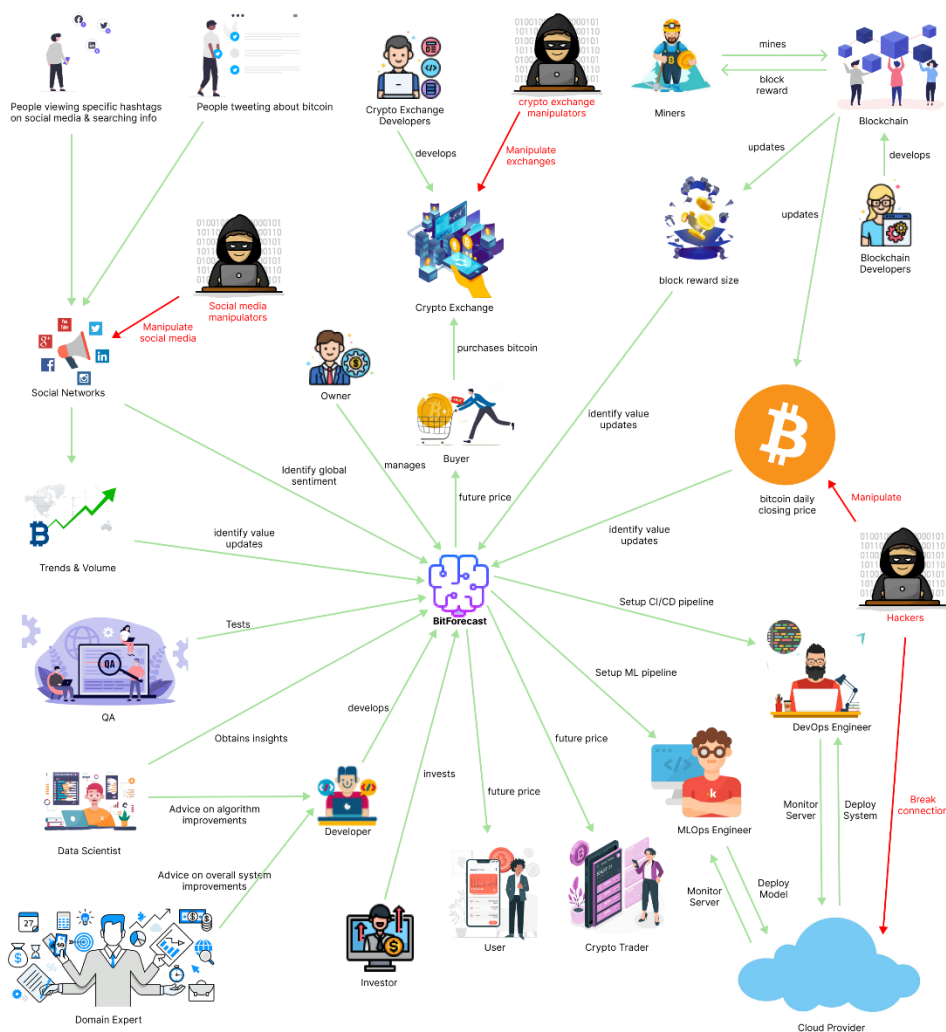 People viewing specific hashtags
on social media & searching info
People tweeting about bitcoin
Crypto Exchange
Developers
crypto exchange
manipulators
Miners
mines
block
reward
Blockchain
develops
Manipulate
exchanges
updates
develops
updates
Blockchain
Developers
block reward size
Social media
manipulators
Crypto Exchange
Manipulate
social media
You
Tube
g+
in
f
Social Networks
Owner
purchases bitcoin
SALE
Buyer
identify value
updates
bitcoin daily
closing price
Manipulate
Identify global
sentiment
manages
future price
identify value
updates
identify value
updates
Trends & Volume
BitForecast
Hackers
Setup CI/CD pipeline
Tests
QA
QA
Setup ML pipeline
DevOps Engineer
develops
Obtains insights
future price
invests
future price
k
MLOps Engineer
Monitor
Server
Deploy
System
Break
connection
Data Scientist
Advice on algorithm
improvements
Developer
Advice on overall system
improvements
Monitor
Server
Deploy
Model
27
User
Crypto Trader
Investor
Domain Expert
Cloud Provider